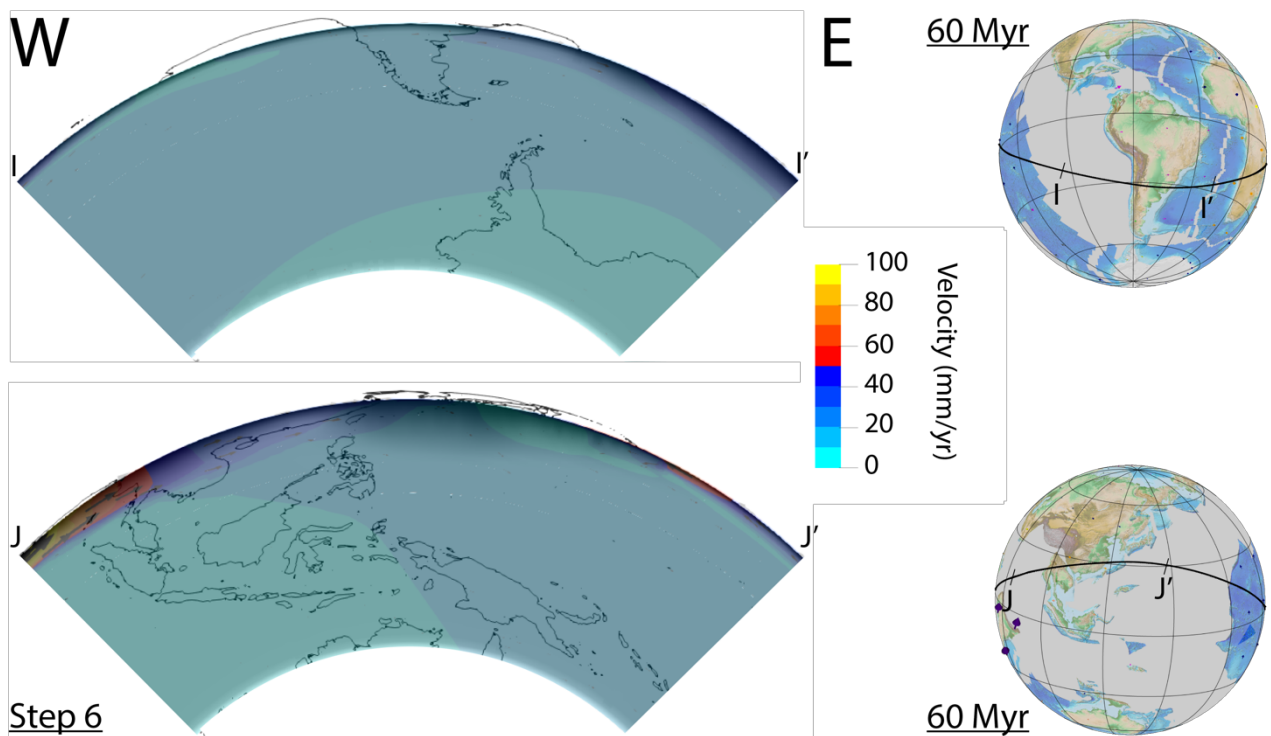 W
E
60 Myr
I
I’
I
I’
100
80
60
40
20
0
Velocity (mm/yr)
J
J’
J
J’
Step 6
60 Myr